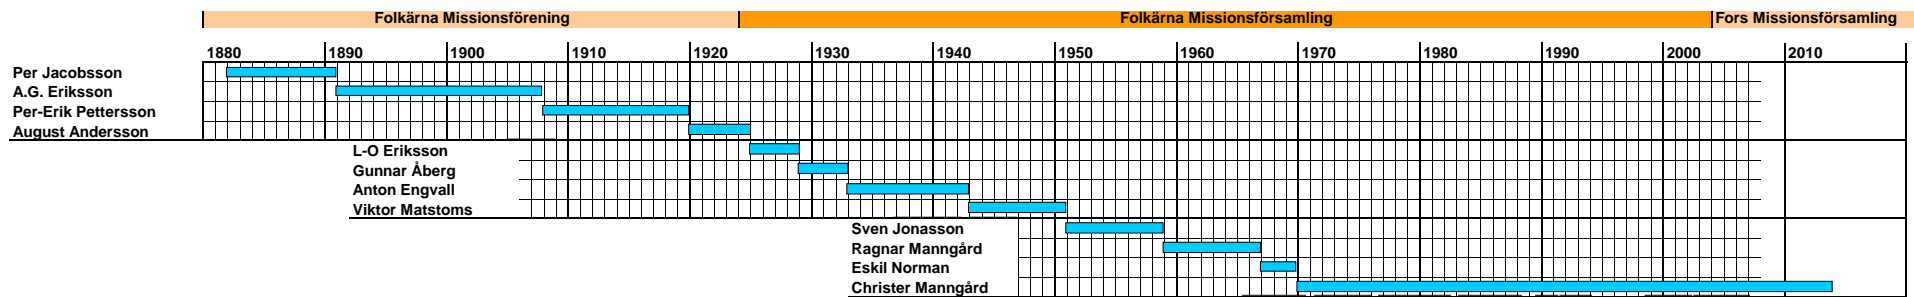 Folkärna Missionsförening Folkärna Missionsförsamling Fors Missionsförsamling
1880 1890 1900 1910 1920 1930 1940 1950 1960 1970 1980 1990 2000 2010
Per Jacobsson
A.G. Eriksson
Per-Erik Pettersson
August Andersson
L-O Eriksson
Gunnar Åberg
Anton Engvall
Viktor Matstoms
Sven Jonasson
Ragnar Manngård
Eskil Norman
Christer Manngård